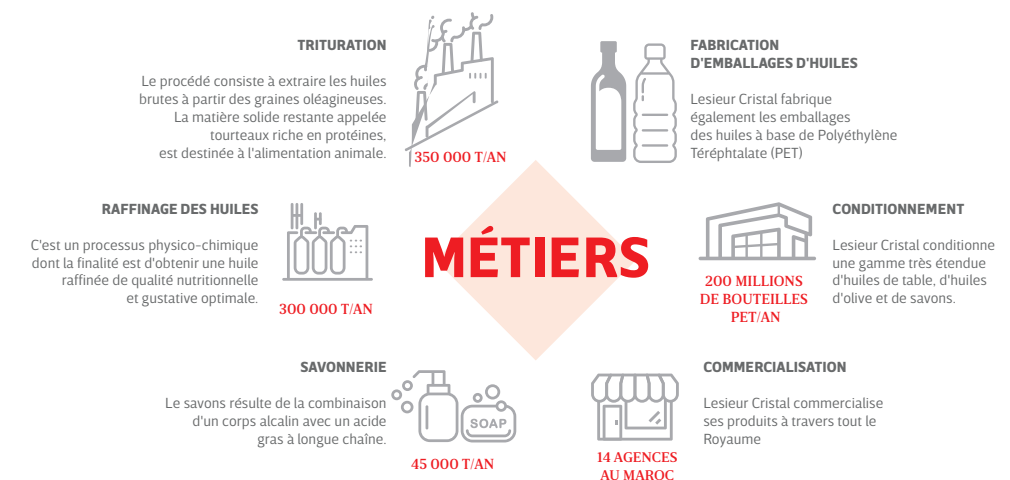 TRITURATION
Le procédé consiste à extraire les huiles
brutes à partir des graines oléagineuses.
La matière solide restante appelée
tourteaux riche en protéines,
est destinée à l'alimentation animale.
350 000 T/AN
FABRICATION
D'EMBALLAGES D'HUILES
Lesieur Cristal fabrique
également les emballages
des huiles à base de Polyéthylène
Téréphtalate (PET)
RAFFINAGE DES HUILES
C'est un processus physico-chimique
dont la finalité est d'obtenir une huile
raffinée de qualité nutritionnelle
et gustative optimale.
300 000 T/AN
MÉTIERS
CONDITIONNEMENT
Lesieur Cristal conditionne
une gamme très étendue
d'huiles de table, d'huiles
d'olive et de savons.
200 MILLIONS
DE BOUTEILLES
PET/AN
SAVONNERIE
Le savons résulte de la combinaison
d'un corps alcalin avec un acide
gras à longue chaîne.
SOAP
45 000 T/AN
COMMERCIALISATION
Lesieur Cristal commercialise
ses produits à travers tout le
Royaume
14 AGENCES
AU MAROC